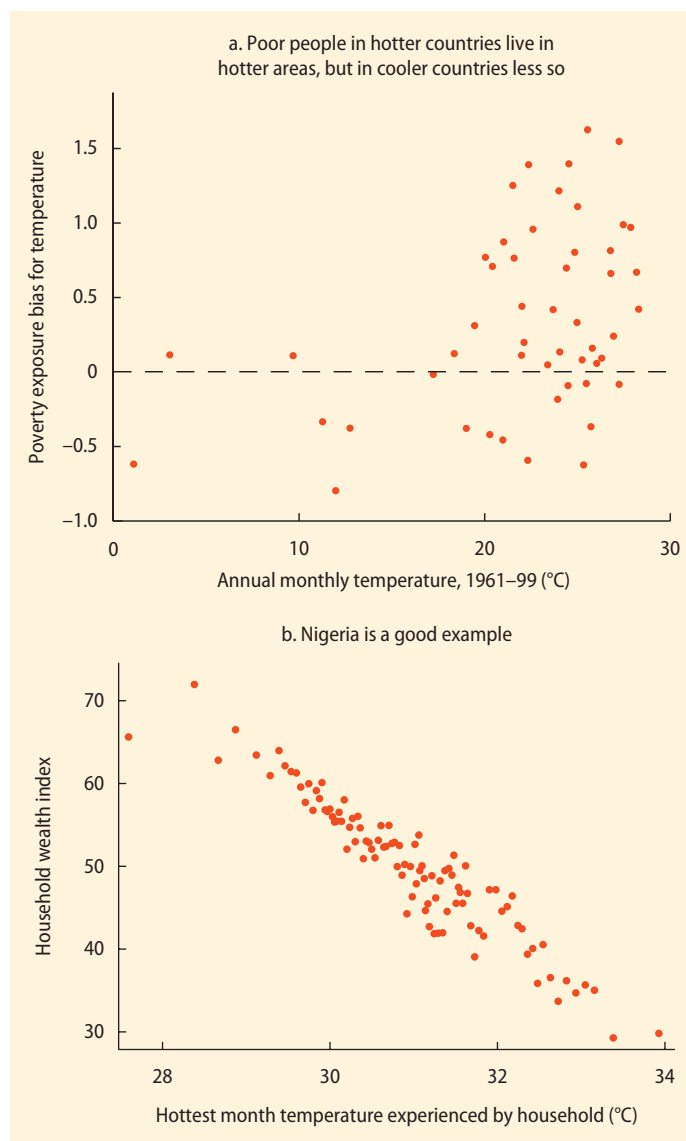 a. Poor people in hotter countries live in
hotter areas, but in cooler countries less so
Poverty exposure bias for temperature
1.5
1.0
0.5
0
–0.5
–1.0
0
10
20
30
Annual monthly temperature, 1961–99 (°C)
b. Nigeria is a good example
Household wealth index
70
60
50
40
30
28
30
32
34
Hottest month temperature experienced by household (°C)